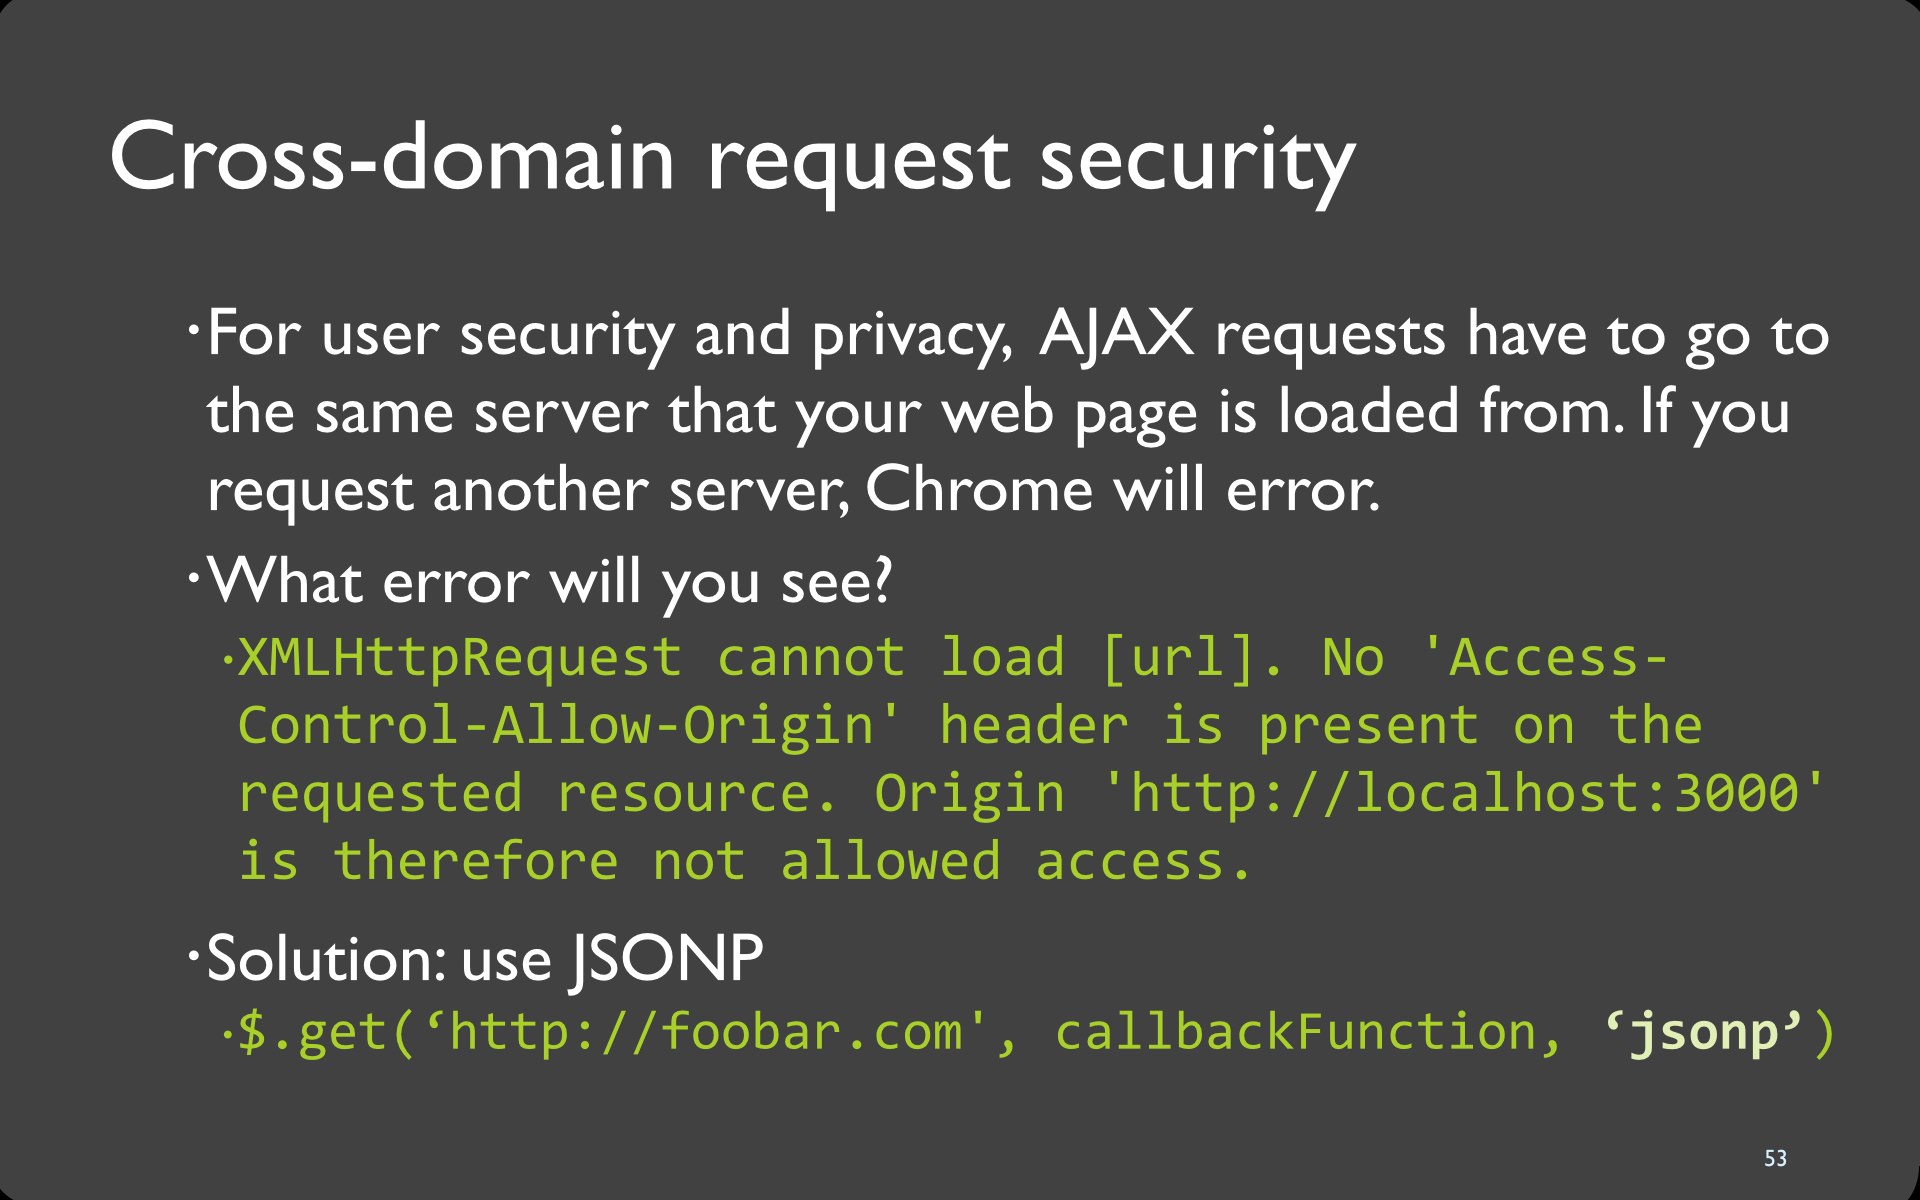 Cross-domain request security
•For user security and privacy, AJAX requests have to go to
the same server that your web page is loaded from. If you
request another server, Chrome will error.
•What error will you see?
•XMLHttpRequest cannot load [url]. No 'Access-
Control-Allow-Origin' header is present on the
requested resource. Origin 'http://localhost:3000'
is therefore not allowed access.
•Solution: use JSONP
•$.get(‘http://foobar.com', callbackFunction, ‘jsonp’)
53